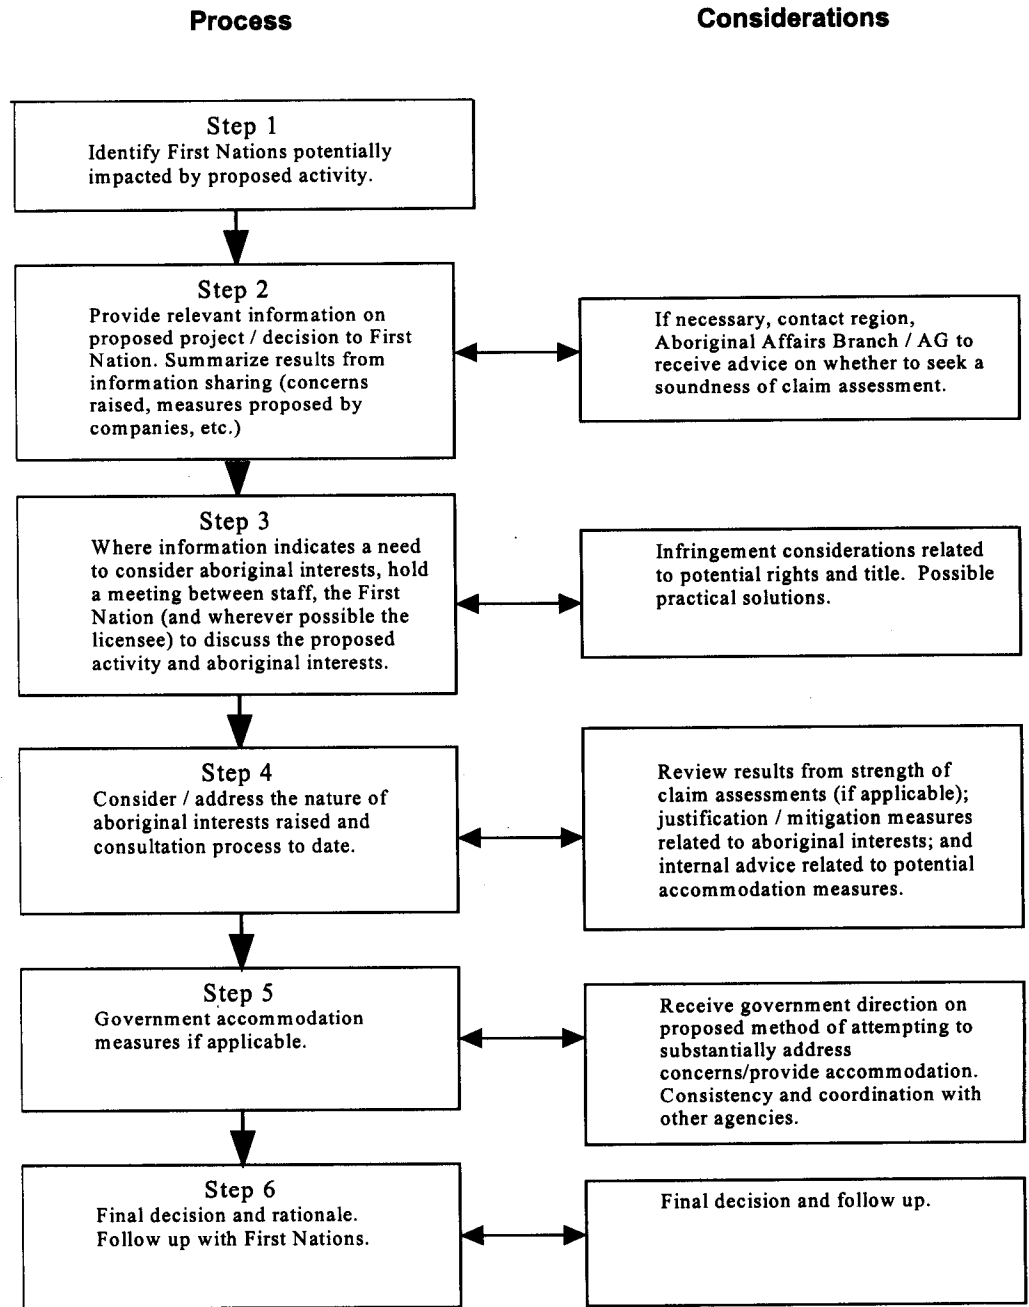 Process
Considerations
Step 1
Identify First Nations potentially
impacted by proposed activity.
Step 2
Provide relevant information on
proposed project / decision to First
Nation. Summarize results from
information sharing (concerns
raised, measures proposed by
companies, etc.)
If necessary, contact region,
Aboriginal Affairs Branch / AG to
receive advice on whether to seek a
soundness of claim assessment.
Step 3
Where information indicates a need
to consider aboriginal interests, hold
a meeting between staff, the First
Nation (and wherever possible the
licensee) to discuss the proposed
activity and aboriginal interests.
Infringement considerations related
to potential rights and title. Possible
practical solutions.
Step 4
Consider / address the nature of
aboriginal interests raised and
consultation process to date.
Review results from strength of
claim assessments (if applicable);
justification / mitigation measures
related to aboriginal interests; and
internal advice related to potential
accommodation measures.
Step 5
Government accommodation
measures if applicable.
Receive government direction on
proposed method of attempting to
substantially address
concerns/provide accommodation.
Consistency and coordination with
other agencies.
Step 6
Final decision and rationale.
Follow up with First Nations.
Final decision and follow up.